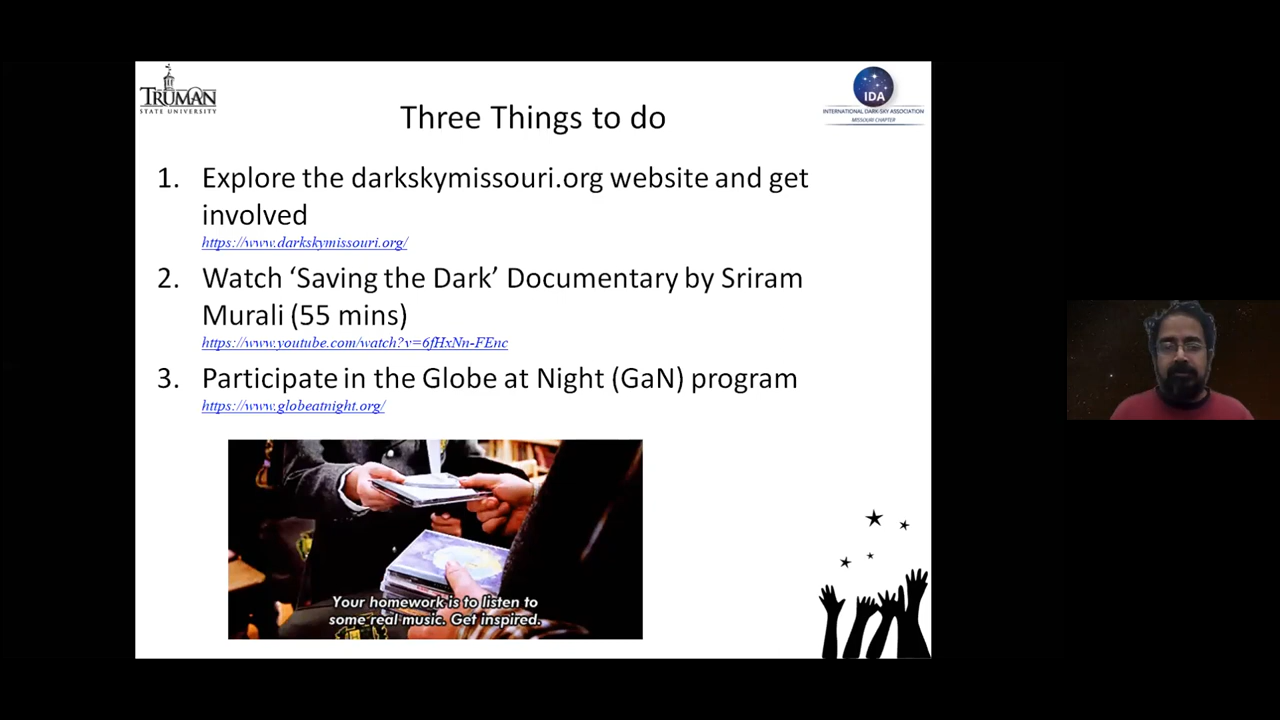 TRUMAN
STATE UNIVERSITY
IDA
INTERNATIONAL DARK-SKY ASSOCIATION
MISSOURI CHAPTER
Three Things to do
1. Explore the darkskymissouri.org website and get
involved
https://www.darkskymissouri.org/
2. Watch ‘Saving the Dark’ Documentary by Sriram
Murali (55 mins)
https://www.youtube.com/watch?v=6fHxNn-FEnc
3. Participate in the Globe at Night (GaN) program
https://www.globeatnight.org/
Your homework is to listen to
some real music. Get inspired.